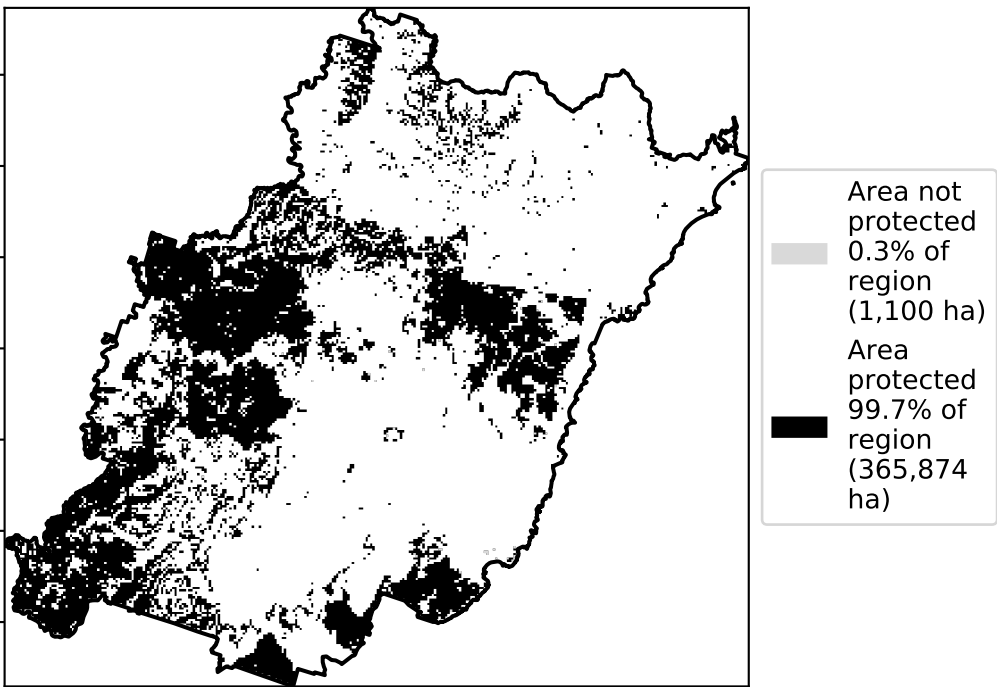 Area not
protected
0.3% of
region
(1,100 ha)
Area
protected
99.7% of
region
(365,874
ha)